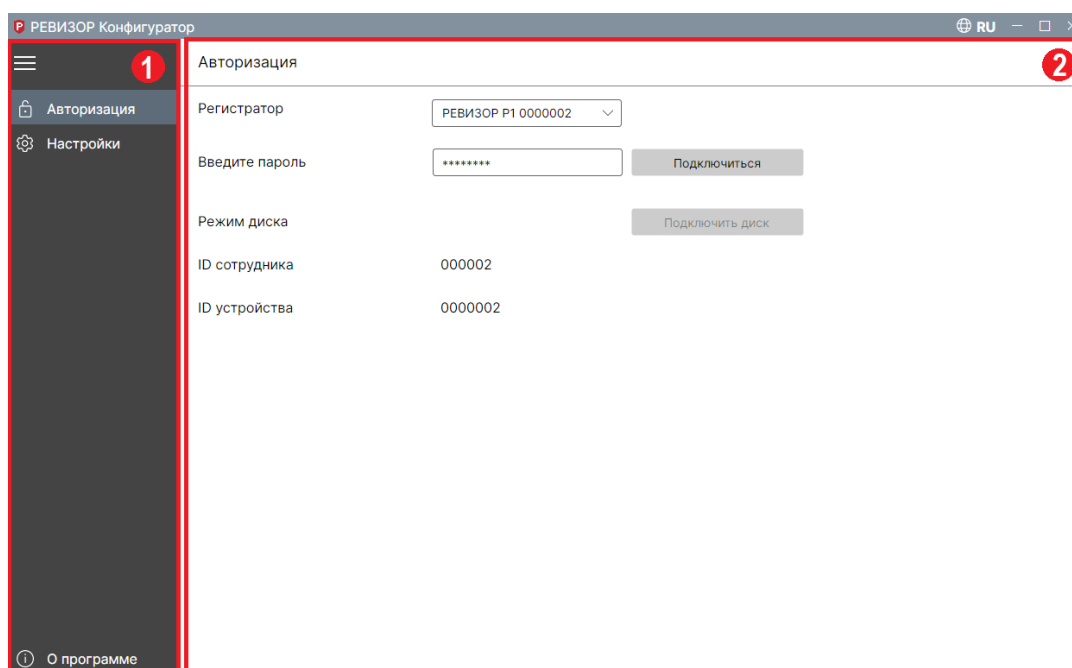 РЕВИЗОР Конфигуратор
RU
1
Авторизация
Настройки
О программе
2
Авторизация
Регистратор
РЕВИЗОР Р1 0000002
Введите пароль
********
Подключиться
Режим диска
Подключить диск
ID сотрудника
000002
ID устройства
0000002